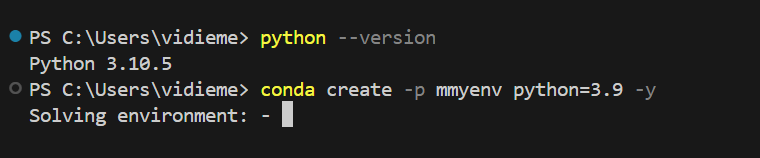 PS C:\Users\vidieme> python --version
Python 3.10.5
PS C:\Users\vidieme> conda create -p mmyenv python=3.9 -y
Solving environment: -